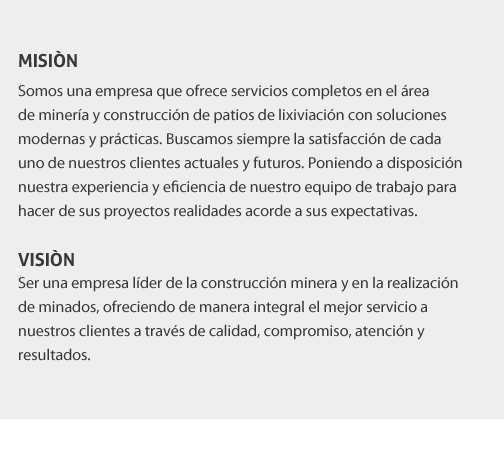 MISIÒN
Somos una empresa que ofrece servicios completos en el área
de minería y construcción de patios de lixiviación con soluciones
modernas y prácticas. Buscamos siempre la satisfacción de cada
uno de nuestros clientes actuales y futuros. Poniendo a disposición
nuestra experiencia y eficiencia de nuestro equipo de trabajo para
hacer de sus proyectos realidades acorde a sus expectativas.
VISIÒN
Ser una empresa líder de la construcción minera y en la realización
de minados, ofreciendo de manera integral el mejor servicio a
nuestros clientes a través de calidad, compromiso, atención y
resultados.